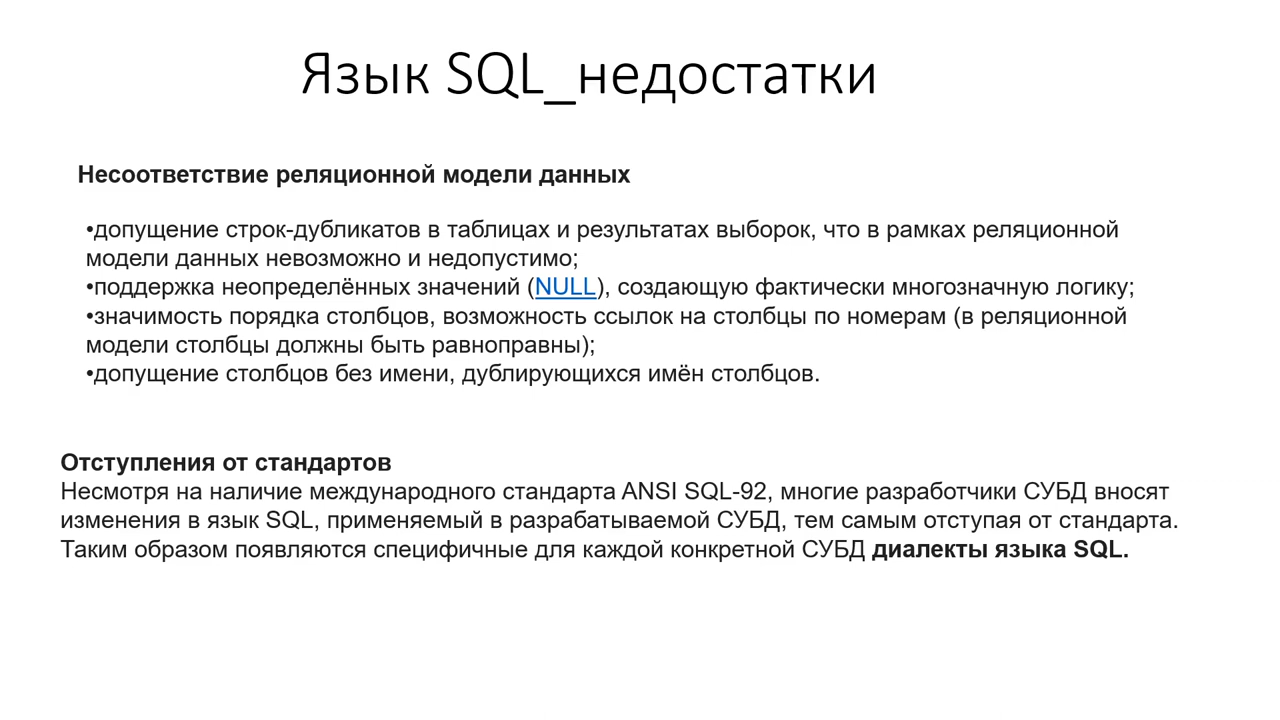 Язык SQL_недостатки
Несоответствие реляционной модели данных
•допущение строк-дубликатов в таблицах и результатах выборок, что в рамках реляционной
модели данных невозможно и недопустимо;
•поддержка неопределённых значений (NULL), создающую фактически многозначную логику;
•значимость порядка столбцов, возможность ссылок на столбцы по номерам (в реляционной
модели столбцы должны быть равноправны);
•допущение столбцов без имени, дублирующихся имён столбцов.
Отступления от стандартов
Несмотря на наличие международного стандарта ANSI SQL-92, многие разработчики СУБД вносят
изменения в язык SQL, применяемый в разрабатываемой СУБД, тем самым отступая от стандарта.
Таким образом появляются специфичные для каждой конкретной СУБД диалекты языка SQL.